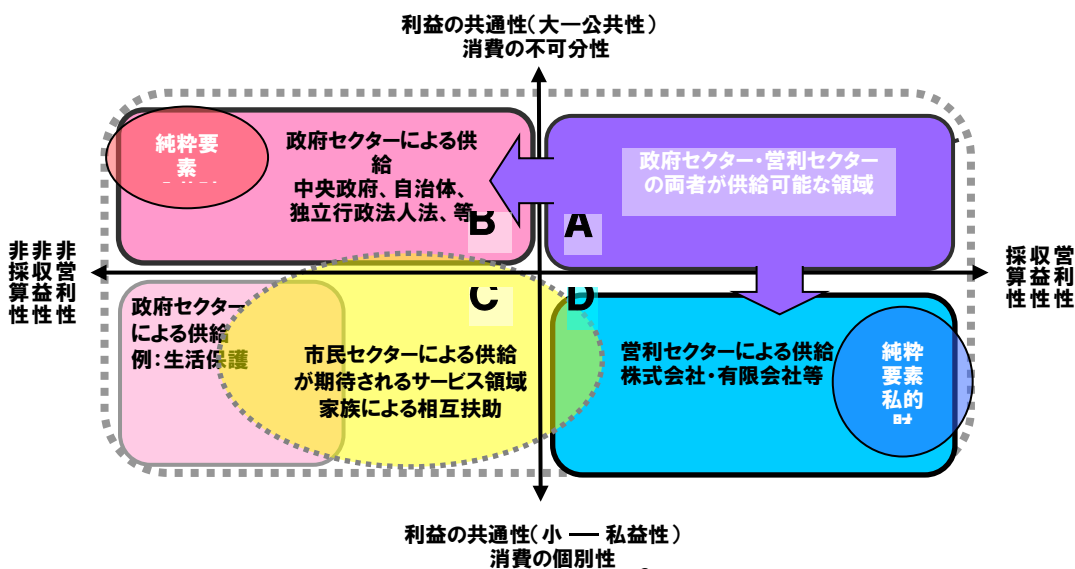 利益の共通性（大ー公共性）
消費の不可分性
純粋要
素
政府セクターによる供
給
中央政府、自治体、
独立行政法人法、等
B
政府セクター・営利セクター
の両者が供給可能な領域
A
非営利性
非収益性
非採算性
営利性
収益性
採算性
政府セクター
による供給
例：生活保護
C
市民セクターによる供給
が期待されるサービス領域
家族による相互扶助
D
営利セクターによる供給
株式会社・有限会社等
純粋
要素
私的
利益の共通性（小 ― 私益性）
消費の個別性